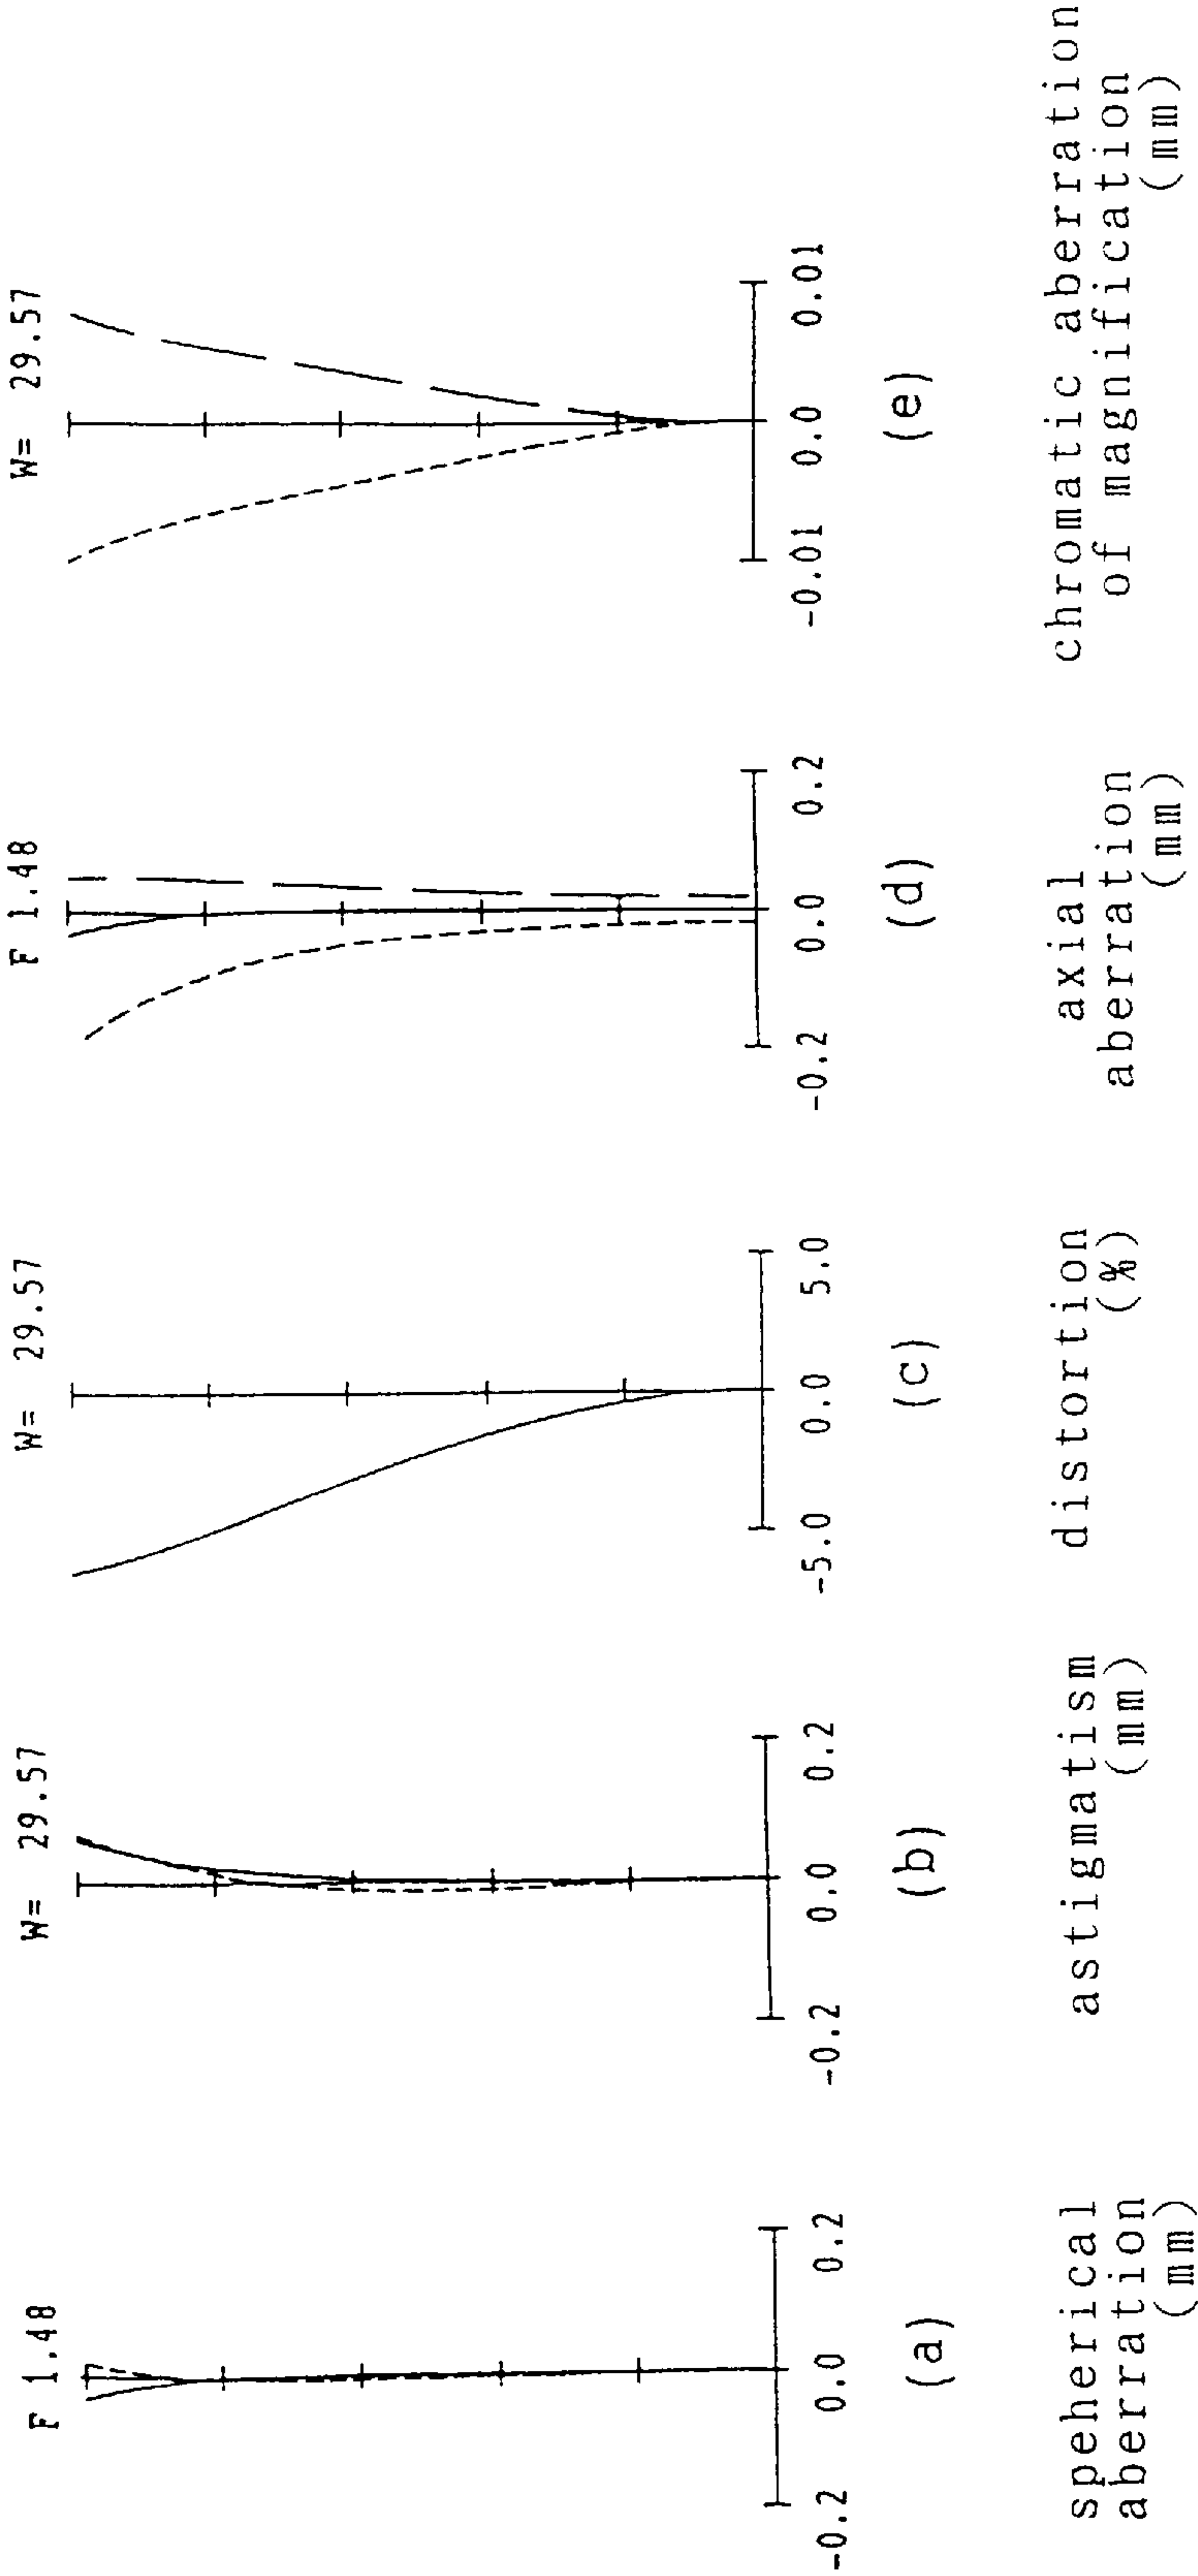 F 1.48
-0.2 0.0 0.2
(a)
speherical
aberration
(mm)
W= 29.57
-0.2 0.0 0.2
(b)
astigmatism
(mm)
W= 29.57
-5.0 0.0 5.0
(c)
distortion
(%)
F 1.48
-0.2 0.0 0.2
(d)
axial
aberration
(mm)
W= 29.57
-0.01 0.0 0.01
(e)
chromatic aberration
of magnification
(mm)